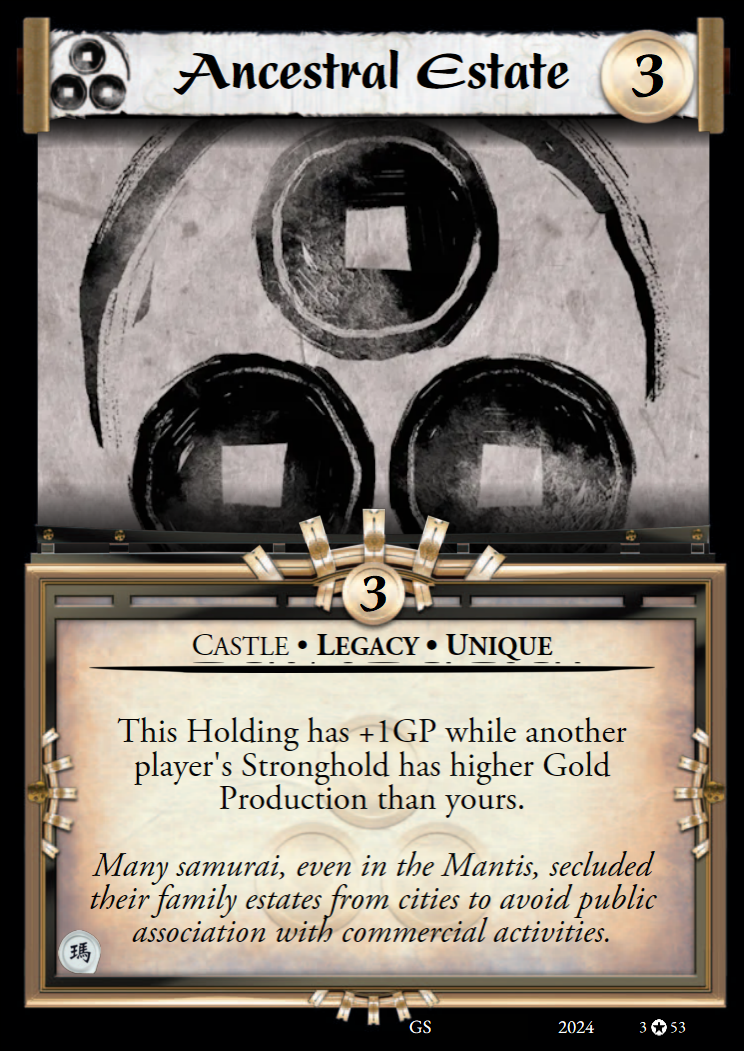 Ancestral Estate 3
3
CASTLE • LEGACY • UNIQUE
This Holding has +1GP while another
player's Stronghold has higher Gold
Production than yours.
Many samurai, even in the Mantis, secluded
their family estates from cities to avoid public
association with commercial activities.
瑪
GS 2024 3 ✪ 53